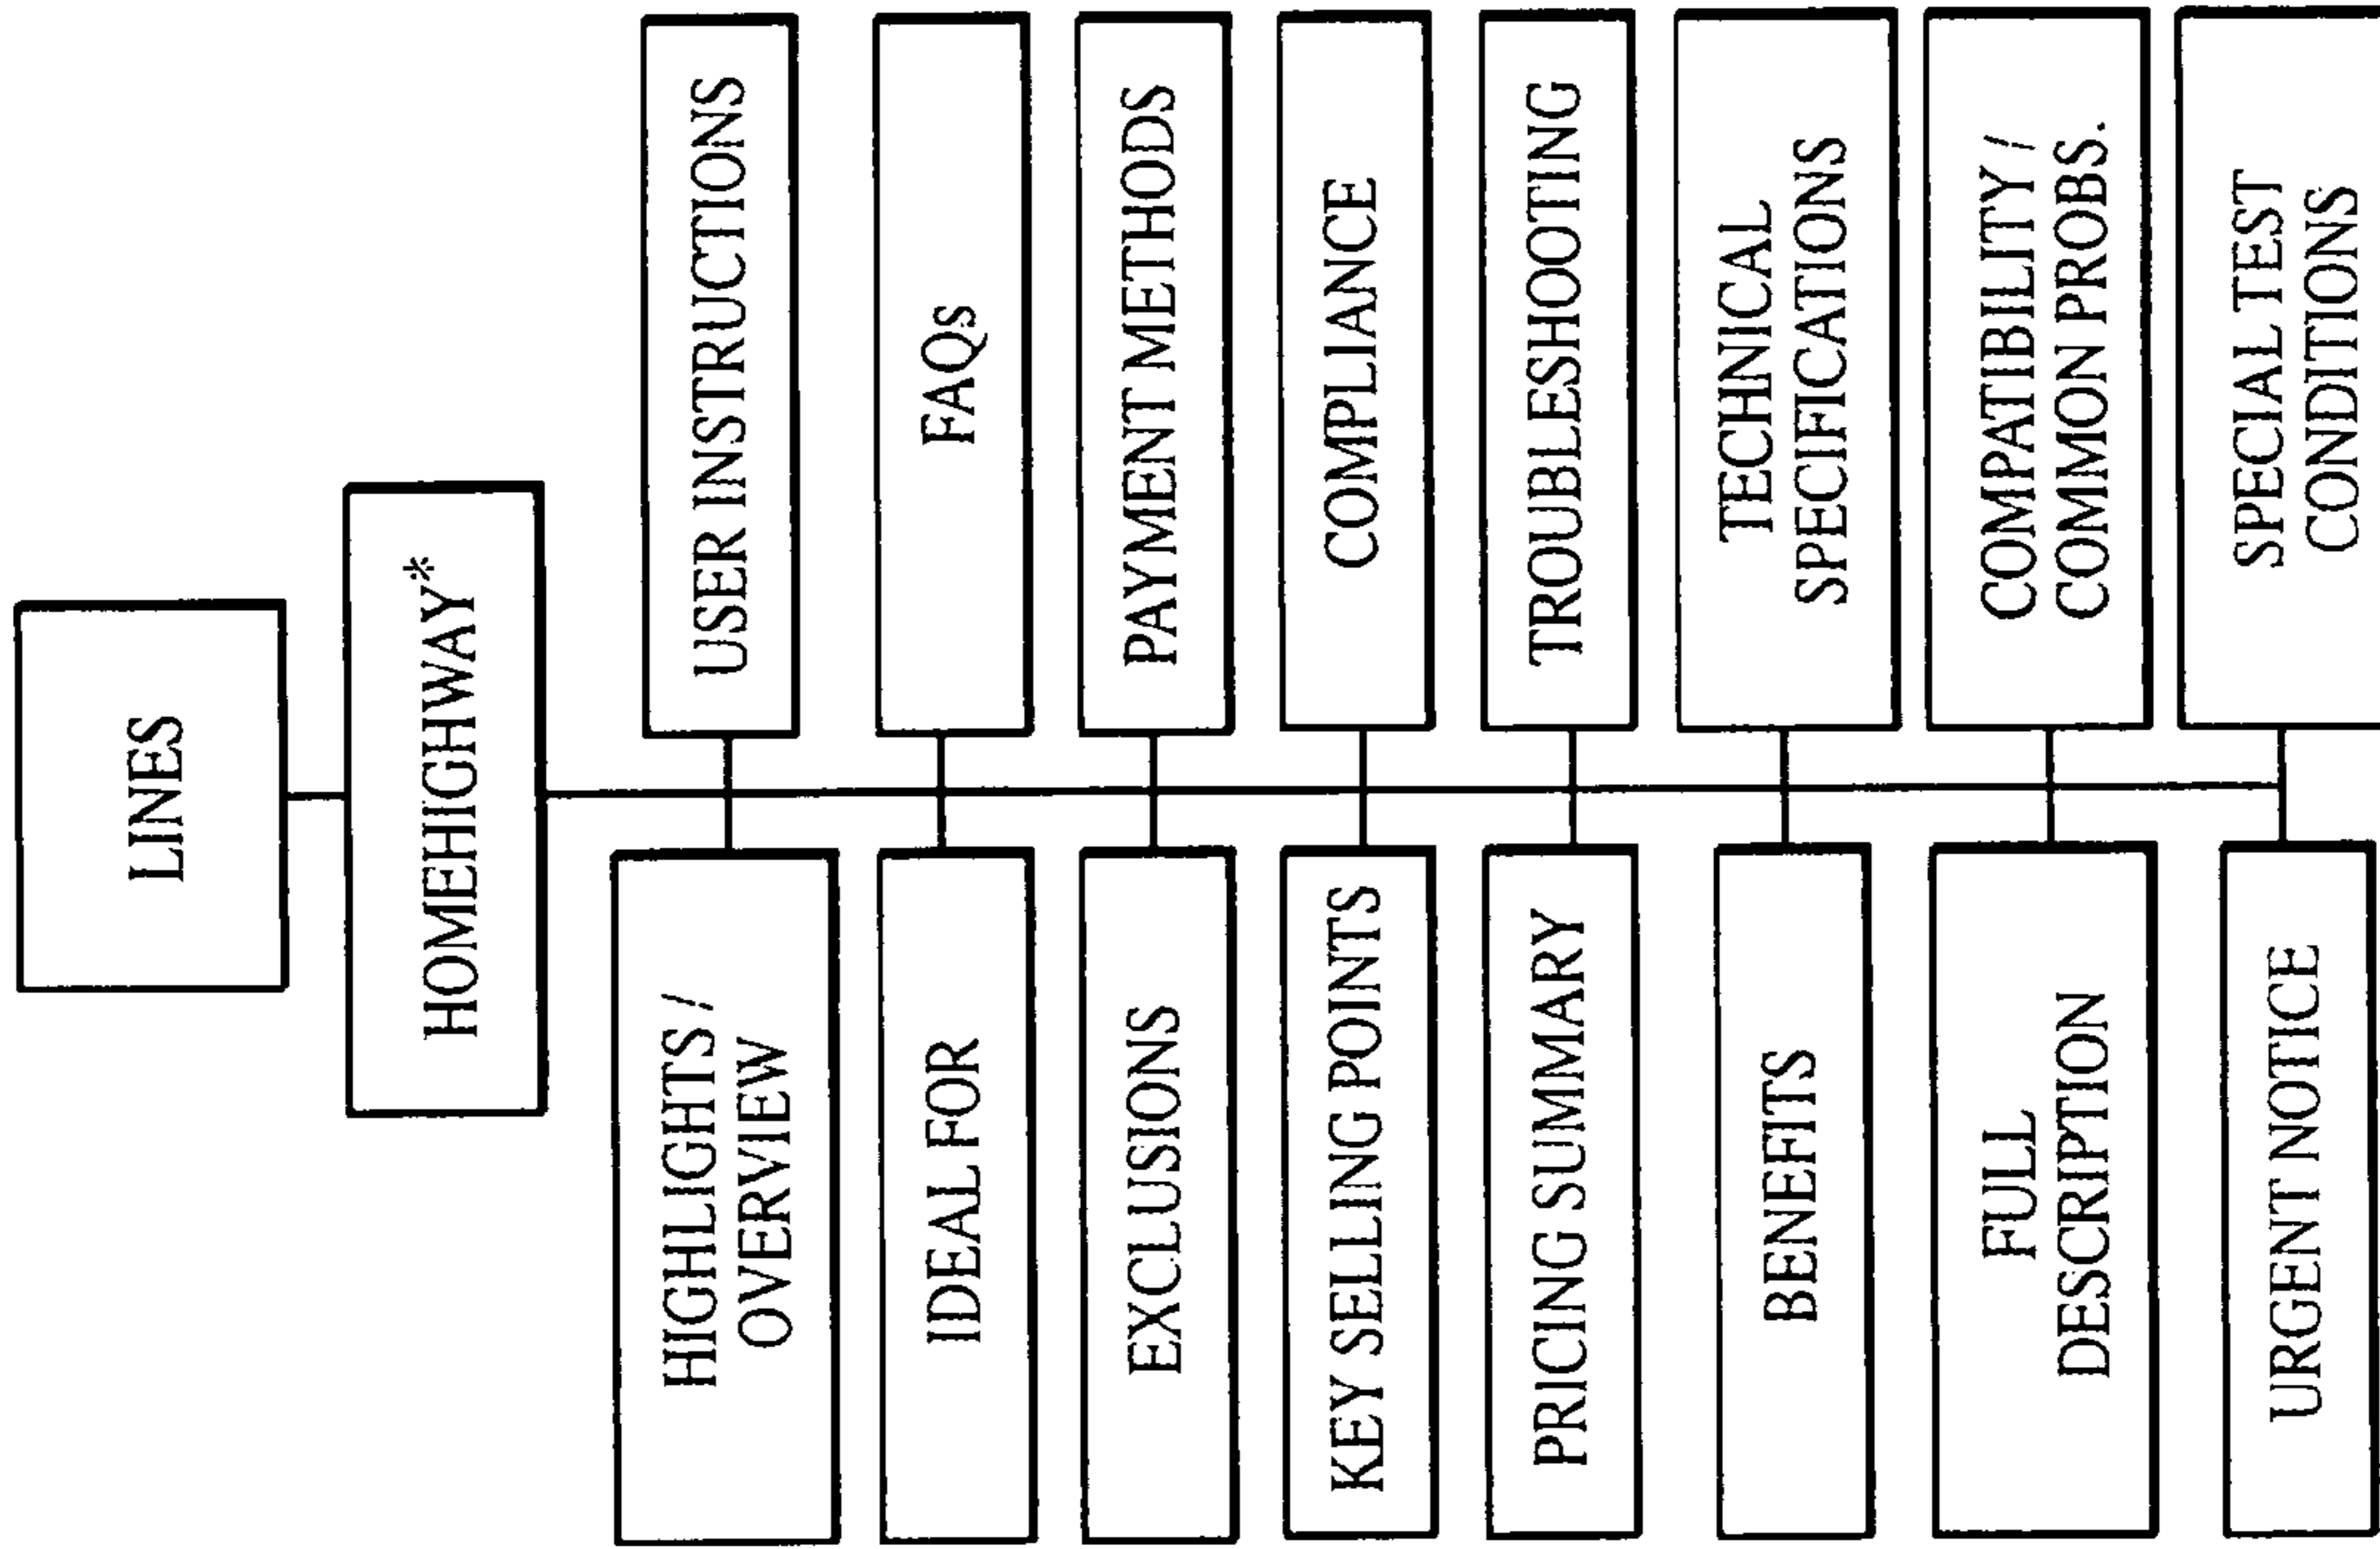 LINES
HOMEHIGHWAY*
HIGHLIGHTS /
OVERVIEW
USER INSTRUCTIONS
IDEAL FOR
FAQs
EXCLUSIONS
PAYMENT METHODS
KEY SELLING POINTS
COMPLIANCE
PRICING SUMMARY
TROUBLESHOOTING
BENEFITS
TECHNICAL
SPECIFICATIONS
FULL
DESCRIPTION
COMPATIBILITY /
COMMON PROBS.
URGENT NOTICE
SPECIAL TEST
CONDITIONS